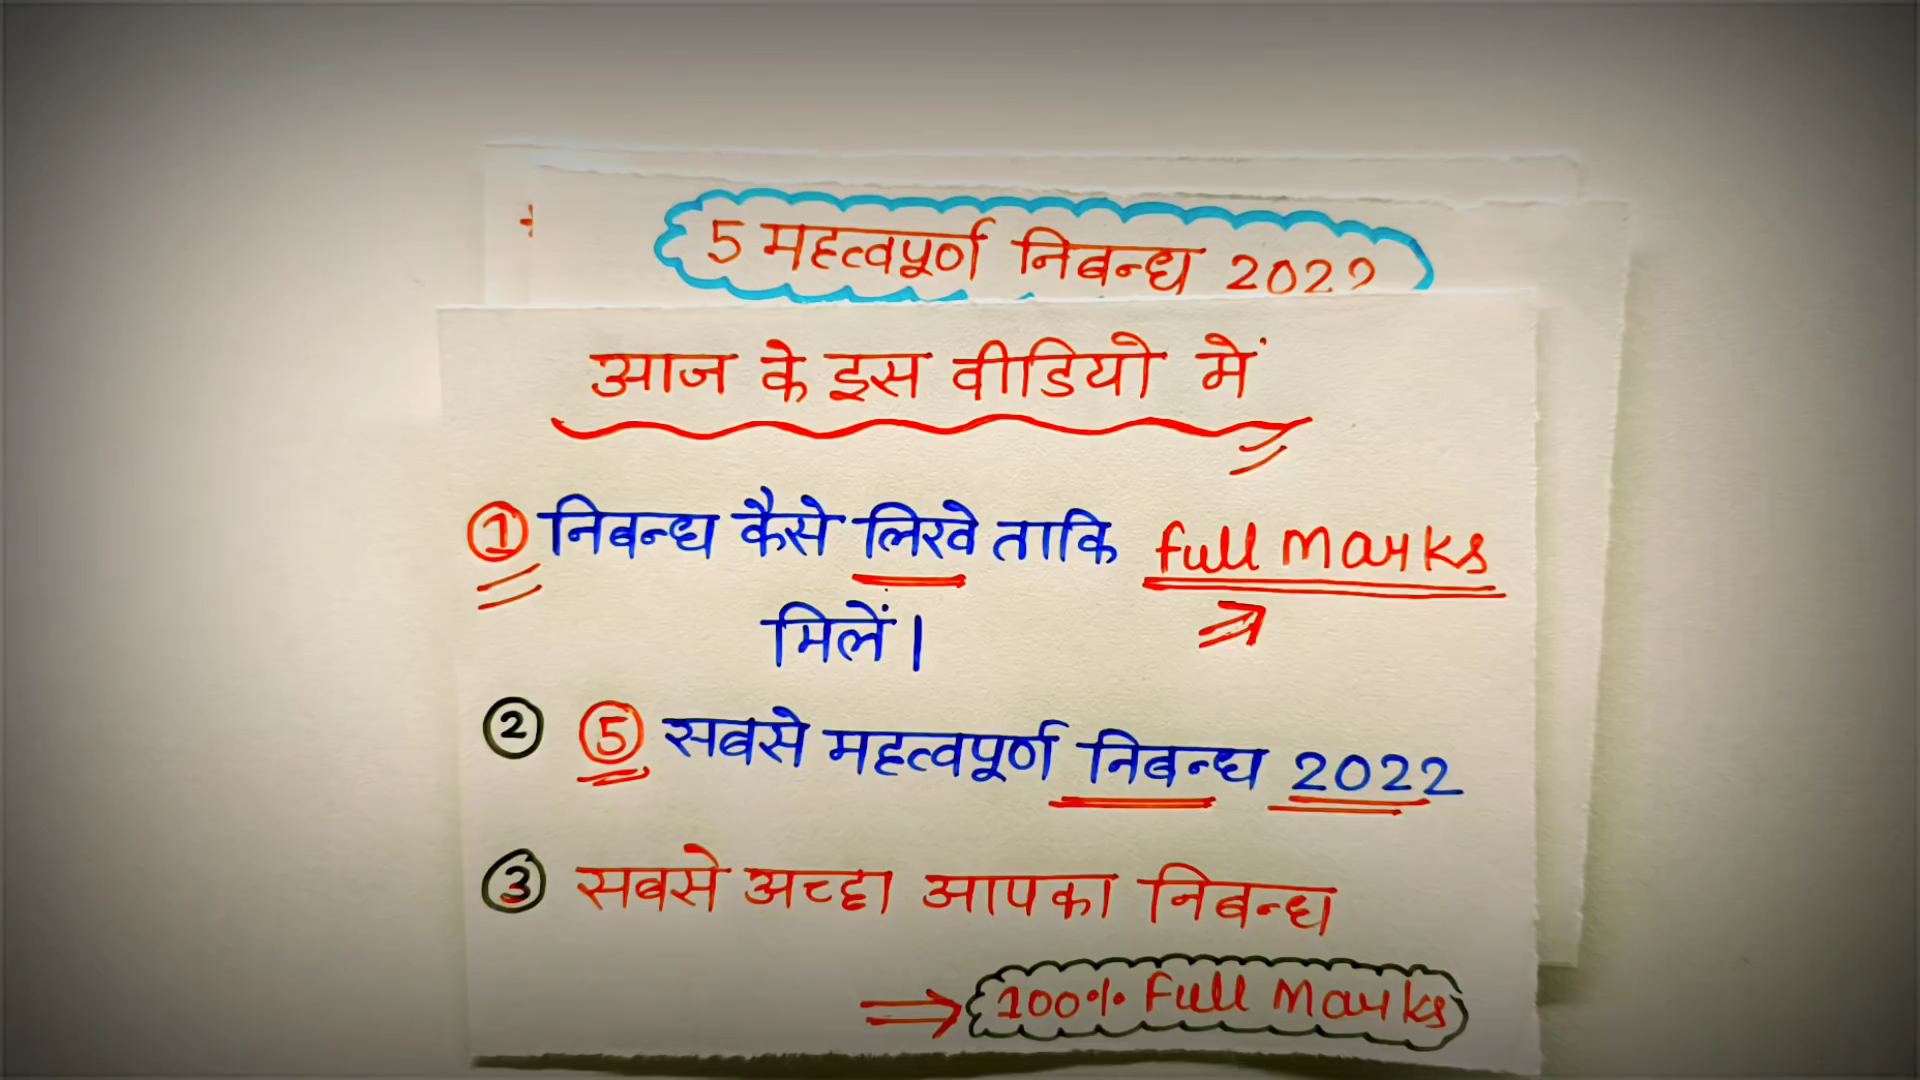 5 महत्वपूर्ण निबन्ध 2022
आज के इस वीडियो में
① निबन्ध कैसे लिखे ताकि full Marks
मिलें।
② ⑤ सबसे महत्वपूर्ण निबन्ध 2022
③ सबसे अच्छा आपका निबन्ध
⇒ 100% Full Marks